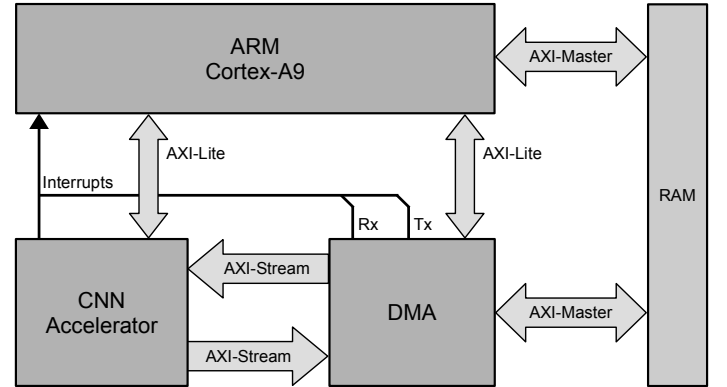 ARM
Cortex-A9
AXI-Master
AXI-Lite
AXI-Lite
Interrupts
RAM
Rx
Tx
CNN
Accelerator
AXI-Stream
DMA
AXI-Master
AXI-Stream